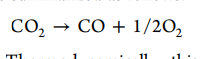 CO₂ → CO + 1/2O₂